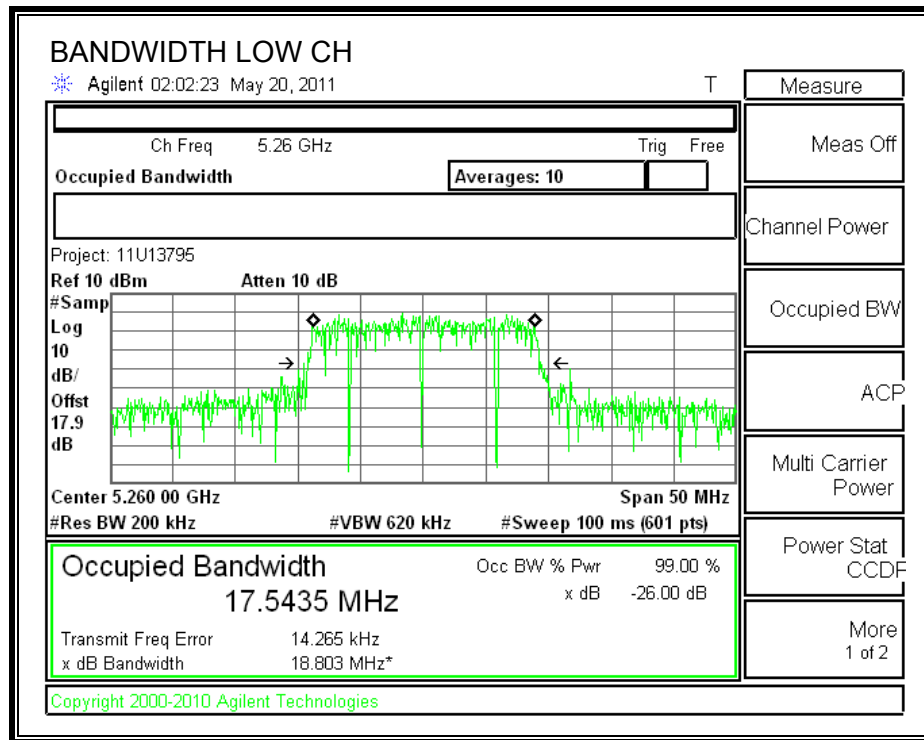 BANDWIDTH LOW CH
Agilent 02:02:23 May 20, 2011 T
Measure
Ch Freq 5.26 GHz Trig Free
Occupied Bandwidth Averages: 10
Project: 11U13795
Ref 10 dBm Atten 10 dB
#Samp
Log
10
dB/
Offst
17.9
dB
Center 5.260 00 GHz Span 50 MHz
#Res BW 200 kHz #VBW 620 kHz #Sweep 100 ms (601 pts)
Occupied Bandwidth Occ BW % Pwr 99.00 %
17.5435 MHz x dB -26.00 dB
Transmit Freq Error 14.265 kHz
x dB Bandwidth 18.803 MHz*
Copyright 2000-2010 Agilent Technologies
Meas Off
Channel Power
Occupied BW
ACP
Multi Carrier
Power
Power Stat
CCDF
More
1 of 2